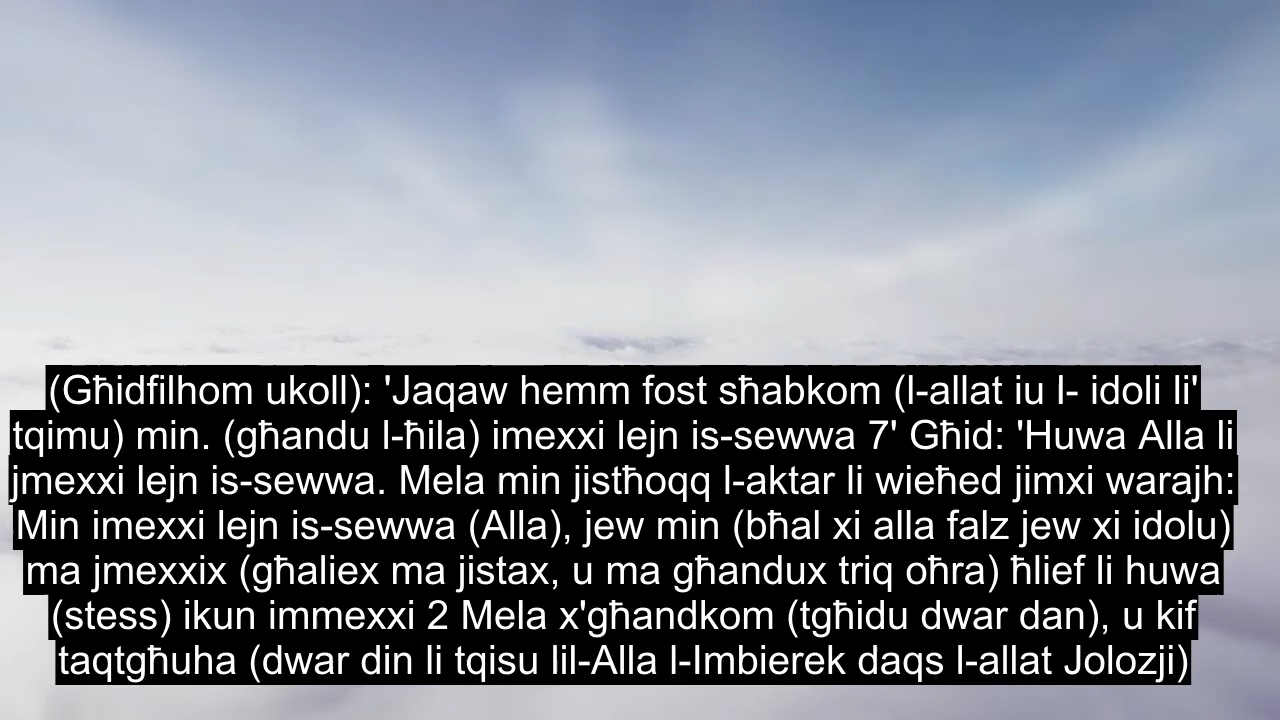 (Għidfilhom ukoll): 'Jaqaw hemm fost sħabkom (l-allat iu l- idoli li'
tqimu) min. (għandu l-ħila) imexxi lejn is-sewwa 7' Għid: 'Huwa Alla li
jmexxi lejn is-sewwa. Mela min jistħoqq l-aktar li wieħed jimxi warajh:
Min imexxi lejn is-sewwa (Alla), jew min (bħal xi alla falz jew xi idolu)
ma jmexxix (għaliex ma jistax, u ma għandux triq oħra) ħlief li huwa
(stess) ikun immexxi 2 Mela x'għandkom (tgħidu dwar dan), u kif
taqtgħuha (dwar din li tqisu lil-Alla l-Imbierek daqs l-allat Jolozji)